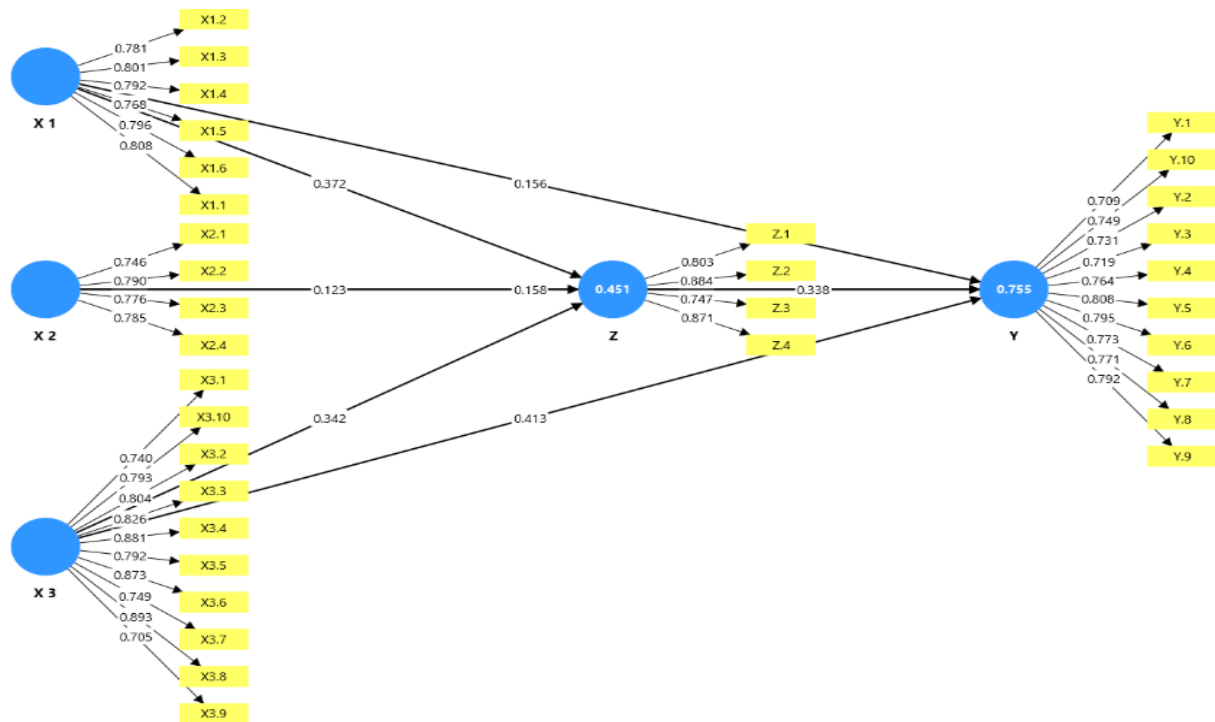 X1.2
0.781
X1.3
0.801
X1.4
0.792
X1.5
0.768
X1.6
0.796
X1.1
0.808
X 1
0.372
0.156
X2.1
0.746
X2.2
0.790
X2.3
0.776
X2.4
0.785
X 2
0.123
0.158
0.451
Z
Z.1
0.803
Z.2
0.884
Z.3
0.747
Z.4
0.871
0.338
X3.1
0.740
X3.10
0.793
X3.2
0.804
X3.3
0.826
X3.4
0.881
X3.5
0.792
X3.6
0.873
X3.7
0.749
X3.8
0.893
X3.9
0.705
X 3
0.342
0.413
0.755
Y
Y.1
0.709
Y.10
0.749
Y.2
0.731
Y.3
0.719
Y.4
0.764
Y.5
0.808
Y.6
0.795
Y.7
0.773
Y.8
0.771
Y.9
0.792